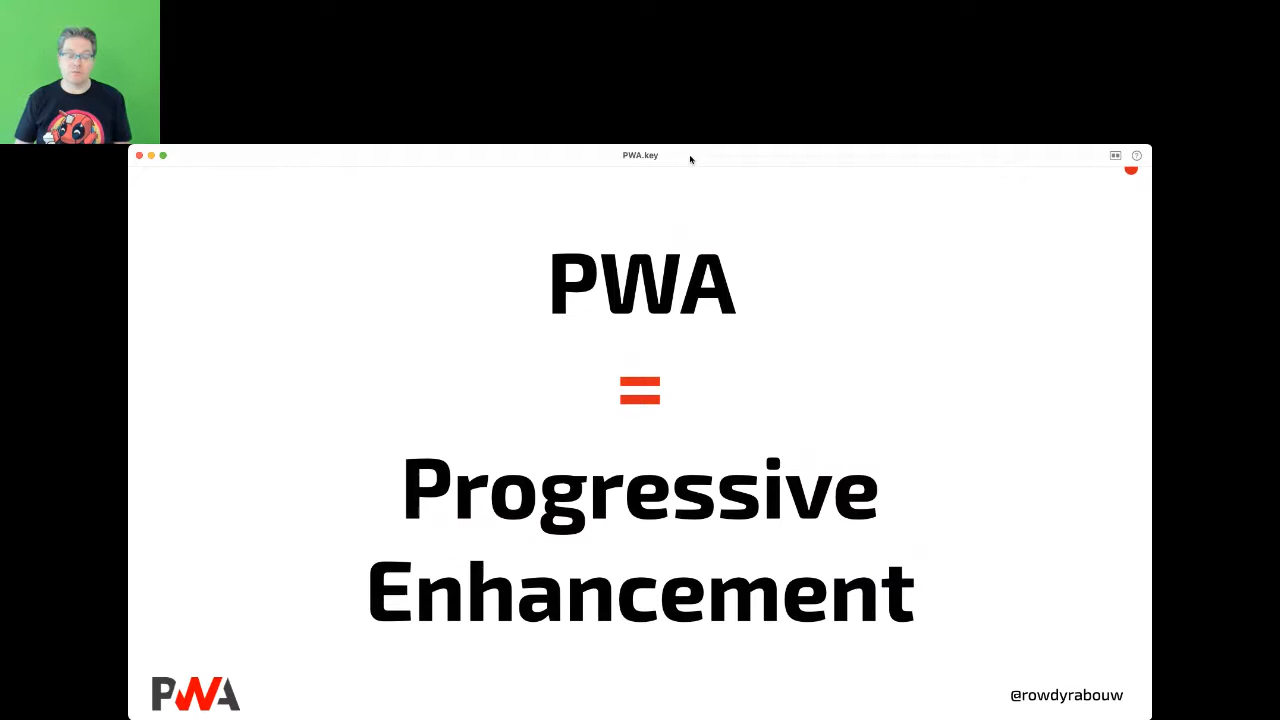 PWA.key
PWA
=
Progressive
Enhancement
PWA
@rowdyrabouw